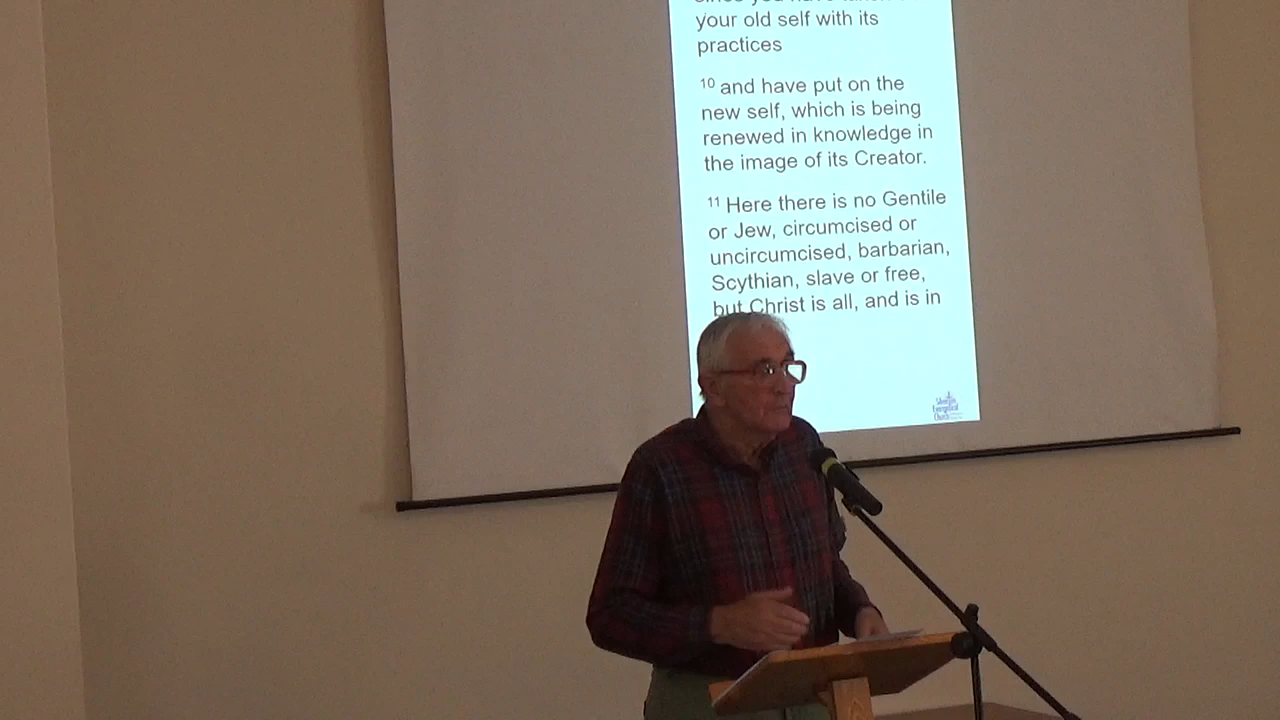 your old self with its
practices
10 and have put on the
new self, which is being
renewed in knowledge in
the image of its Creator.
11 Here there is no Gentile
or Jew, circumcised or
uncircumcised, barbarian,
Scythian, slave or free,
but Christ is all, and is in
Evangelical
Church